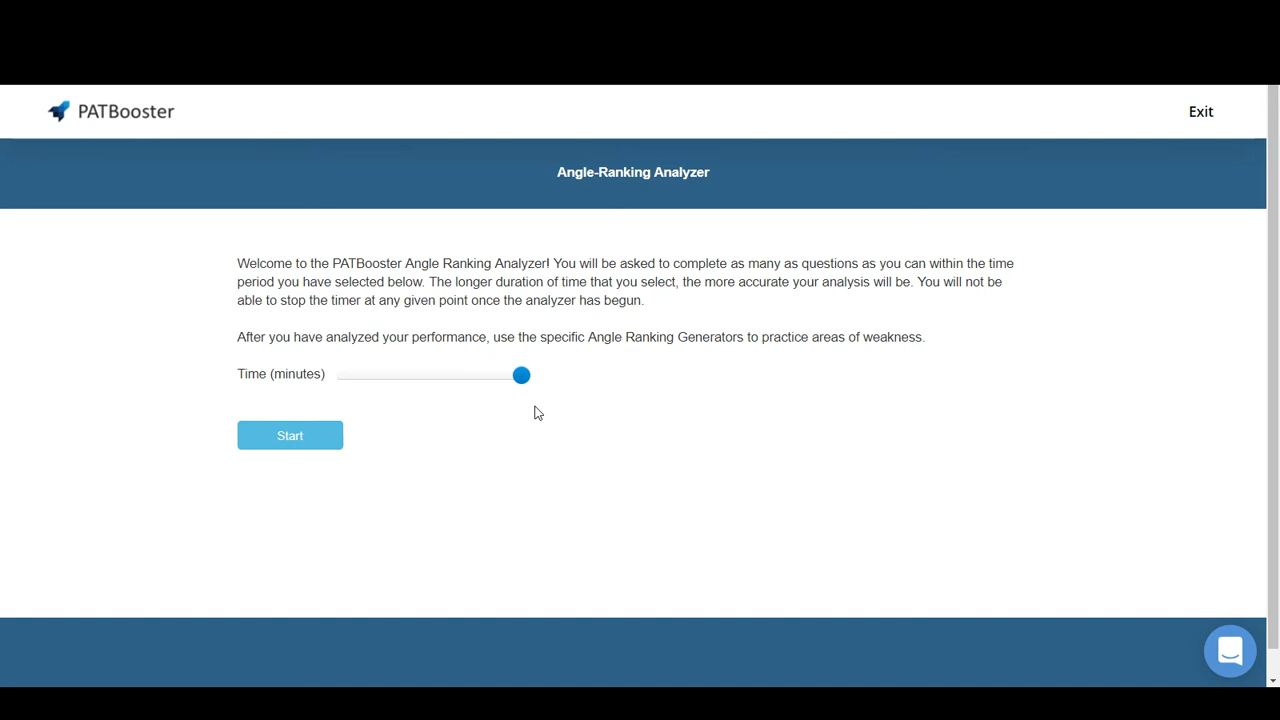 PATBooster
Exit
Angle-Ranking Analyzer
Welcome to the PATBooster Angle Ranking Analyzer! You will be asked to complete as many as questions as you can within the time
period you have selected below. The longer duration of time that you select, the more accurate your analysis will be. You will not be
able to stop the timer at any given point once the analyzer has begun.
After you have analyzed your performance, use the specific Angle Ranking Generators to practice areas of weakness.
Time (minutes)
Start